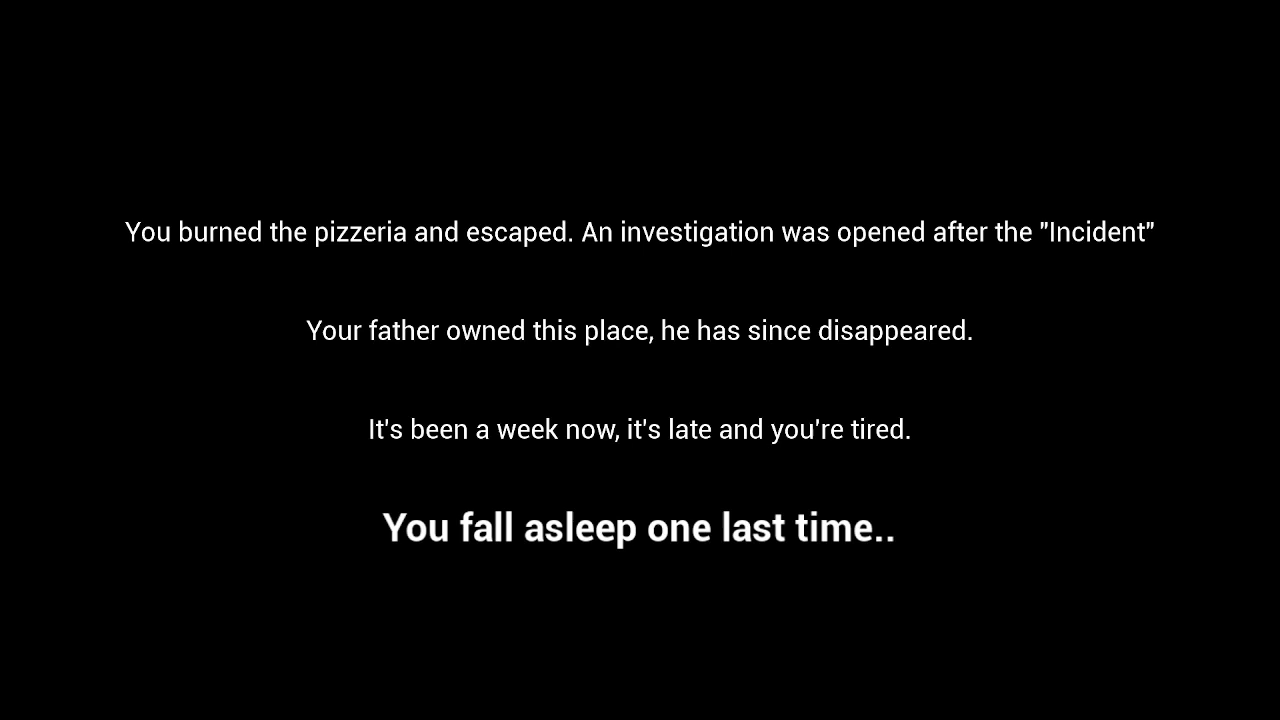 You burned the pizzeria and escaped. An investigation was opened after the "Incident"
Your father owned this place, he has since disappeared.
It's been a week now, it's late and you're tired.
You fall asleep one last time..